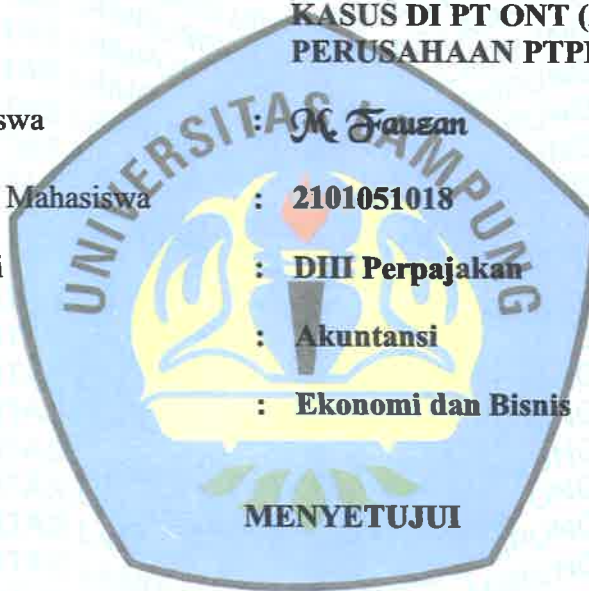 KASUS DI PT ONT (
PERUSAHAAN PTP
swa : M. Fauzan
Mahasiswa : 2101051018
i : DIII Perpajakan
: Akuntansi
: Ekonomi dan Bisnis
MENYETUJUI
UNIVERSITAS LAMPUNG